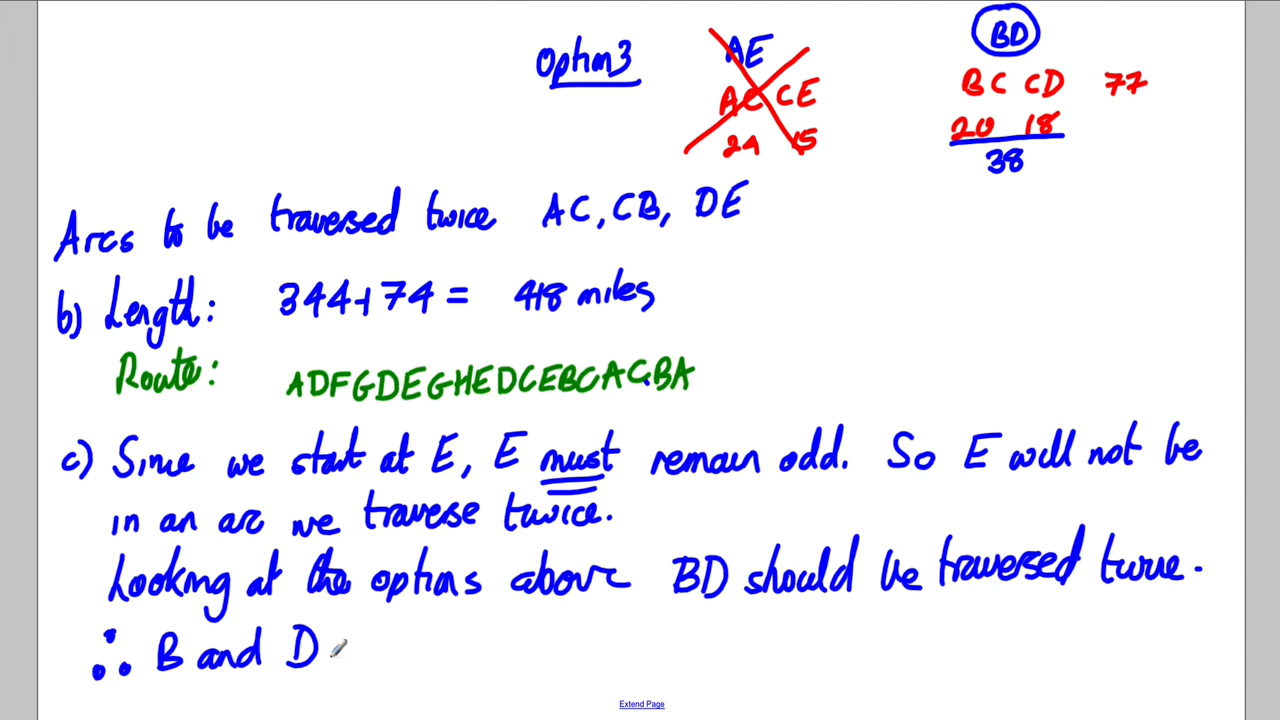 Option 3
AE
BD
AC CE
BC CD 77
24 15
20 18
38
Arcs to be traversed twice AC, CB, DE
b) Length: 344+74 = 418 miles
Route: ADFGDEGHEDCEBCACBA
c) Since we start at E, E must remain odd. So E will not be
in an arc we traverse twice.
Looking at the options above BD should be traversed twice.
∴ B and D
Extend Page